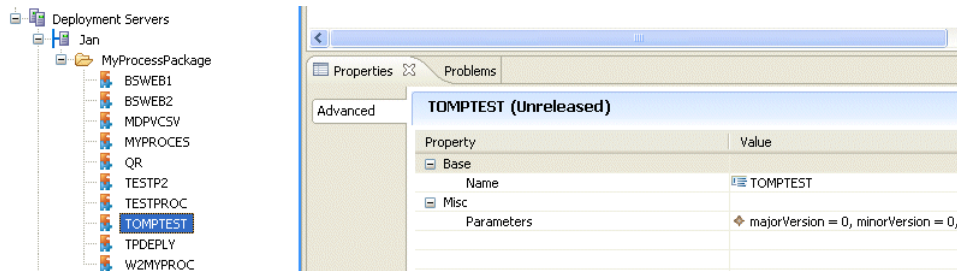 Deployment Servers
Jan
MyProcessPackage
BSWEB1
BSWEB2
MDPVCSV
MYPROCES
QR
TESTP2
TESTPROC
TOMPTEST
TPDEPLY
W2MYPROC
Properties Problems
Advanced
TOMPTEST (Unreleased)
Property Value
Base
Name TOMPTEST
Misc
Parameters majorVersion = 0, minorVersion = 0,